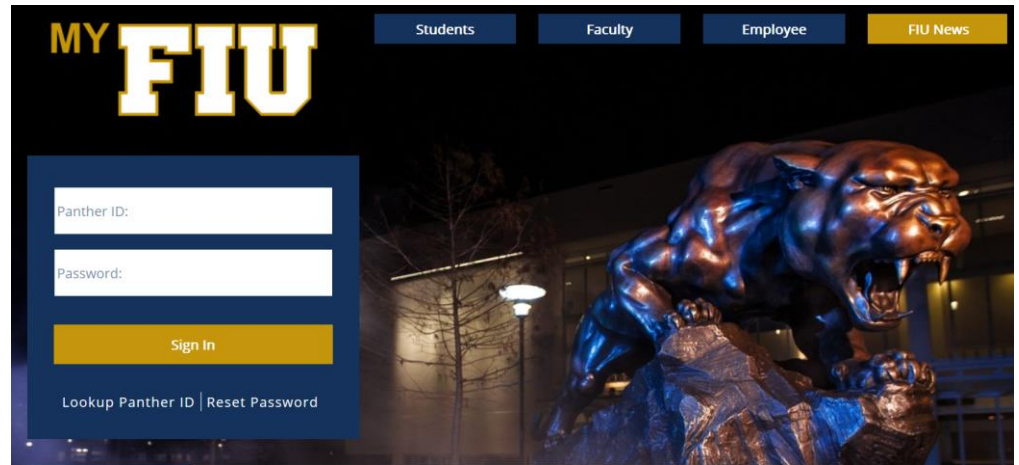 MY FIU
Students
Faculty
Employee
FIU News
Panther ID:
Password:
Sign In
Lookup Panther ID | Reset Password